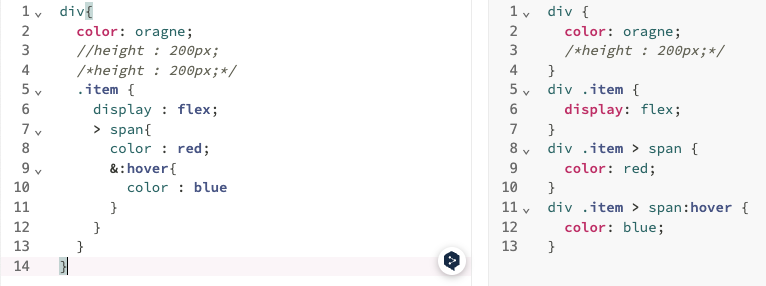 1 div{
2 color: oragne;
3 //height : 200px;
4 /*height : 200px;*/
5 .item {
6 display : flex;
7 > span{
8 color : red;
9 &:hover{
10 color : blue
11 }
12 }
13 }
14 }
1 div {
2 color: oragne;
3 /*height : 200px;*/
4 }
5 div .item {
6 display: flex;
7 }
8 div .item > span {
9 color: red;
10 }
11 div .item > span:hover {
12 color: blue;
13 }